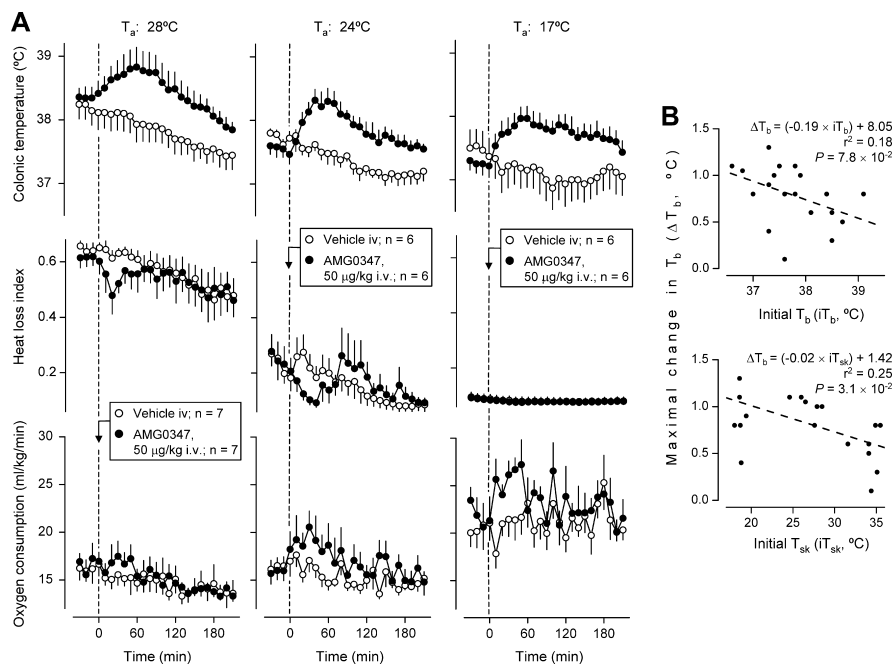 A
Tₐ: 28ºC
Tₐ: 24ºC
Tₐ: 17ºC
Colonic temperature (ºC)
39
38
37
Heat loss index
0.6
0.4
0.2
Vehicle iv; n = 6
AMG0347,
50 µg/kg i.v.; n = 6
Vehicle iv; n = 6
AMG0347,
50 µg/kg i.v.; n = 6
Vehicle iv; n = 7
AMG0347,
50 µg/kg i.v.; n = 7
Oxygen consumption (ml/kg/min)
30
25
20
15
0 60 120 180
0 60 120 180
0 60 120 180
Time (min)
Time (min)
Time (min)
B
Maximal change in T_b (ΔT_b, ºC)
ΔT_b = (-0.19 × iT_b) + 8.05
r² = 0.18
P = 7.8 × 10⁻²
1.5
1.0
0.5
0.0
37 38 39
Initial T_b (iT_b, ºC)
ΔT_b = (-0.02 × iT_sk) + 1.42
r² = 0.25
P = 3.1 × 10⁻²
1.5
1.0
0.5
0.0
20 25 30 35
Initial T_sk (iT_sk, ºC)